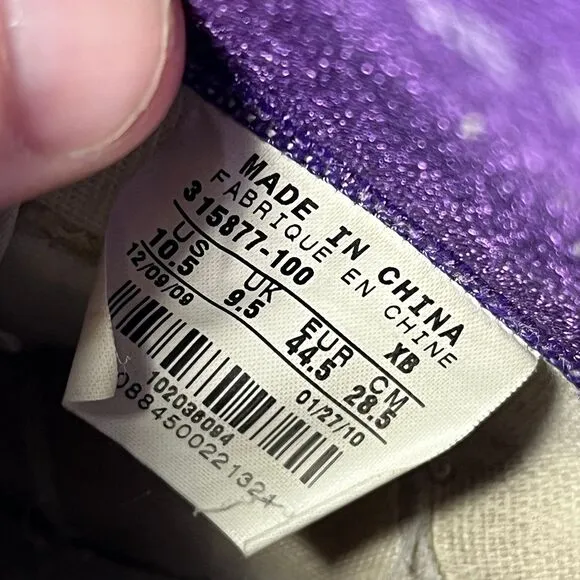 MADE IN CHINA
FABRIQUE EN CHINE
315877-100 XB
US UK EUR CM
10.5 9.5 44.5 28.5
12/09/09 01/27/10
102036094
00884500221324